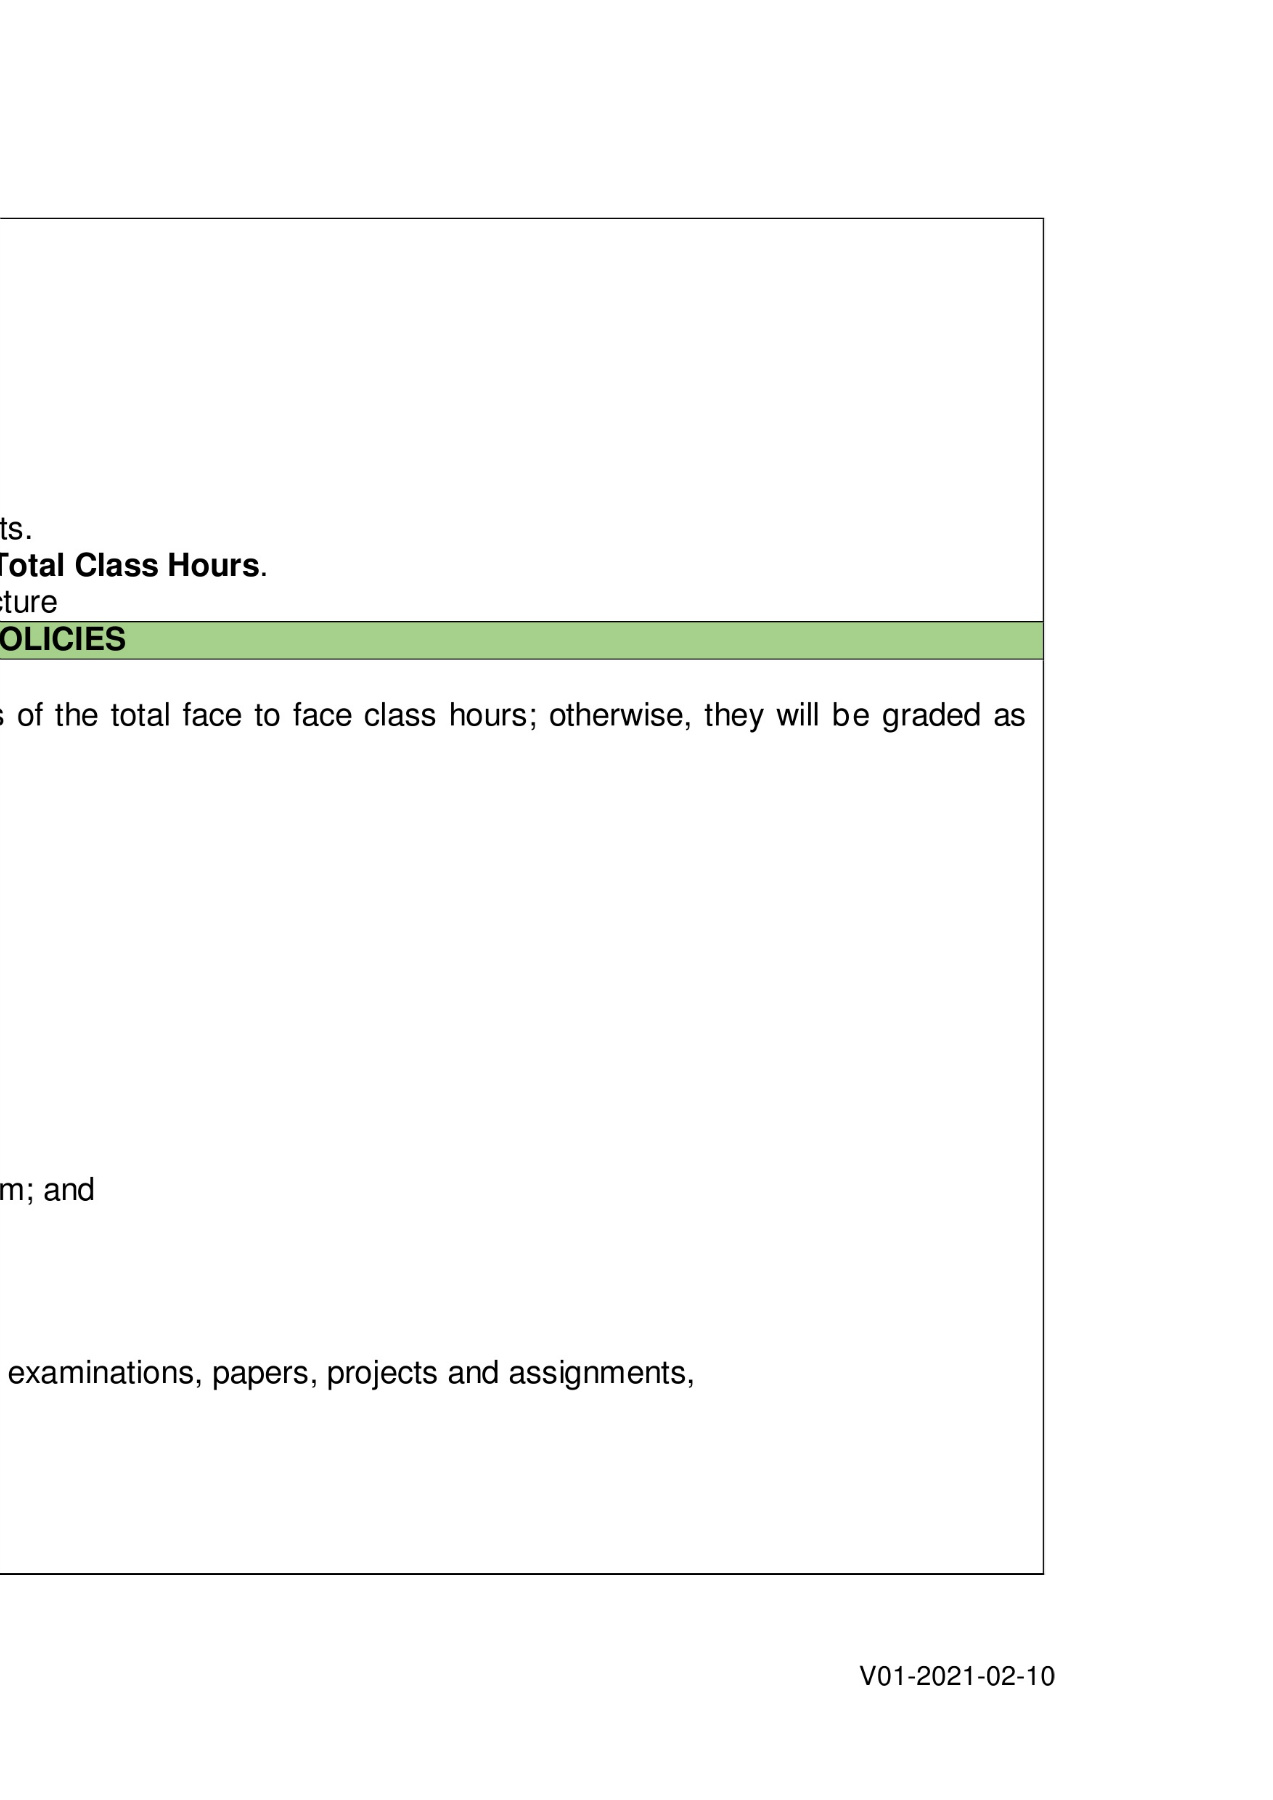 ts.
Total Class Hours.
cture
OLICIES
s of the total face to face class hours; otherwise, they will be graded as
m; and
examinations, papers, projects and assignments,
V01-2021-02-10